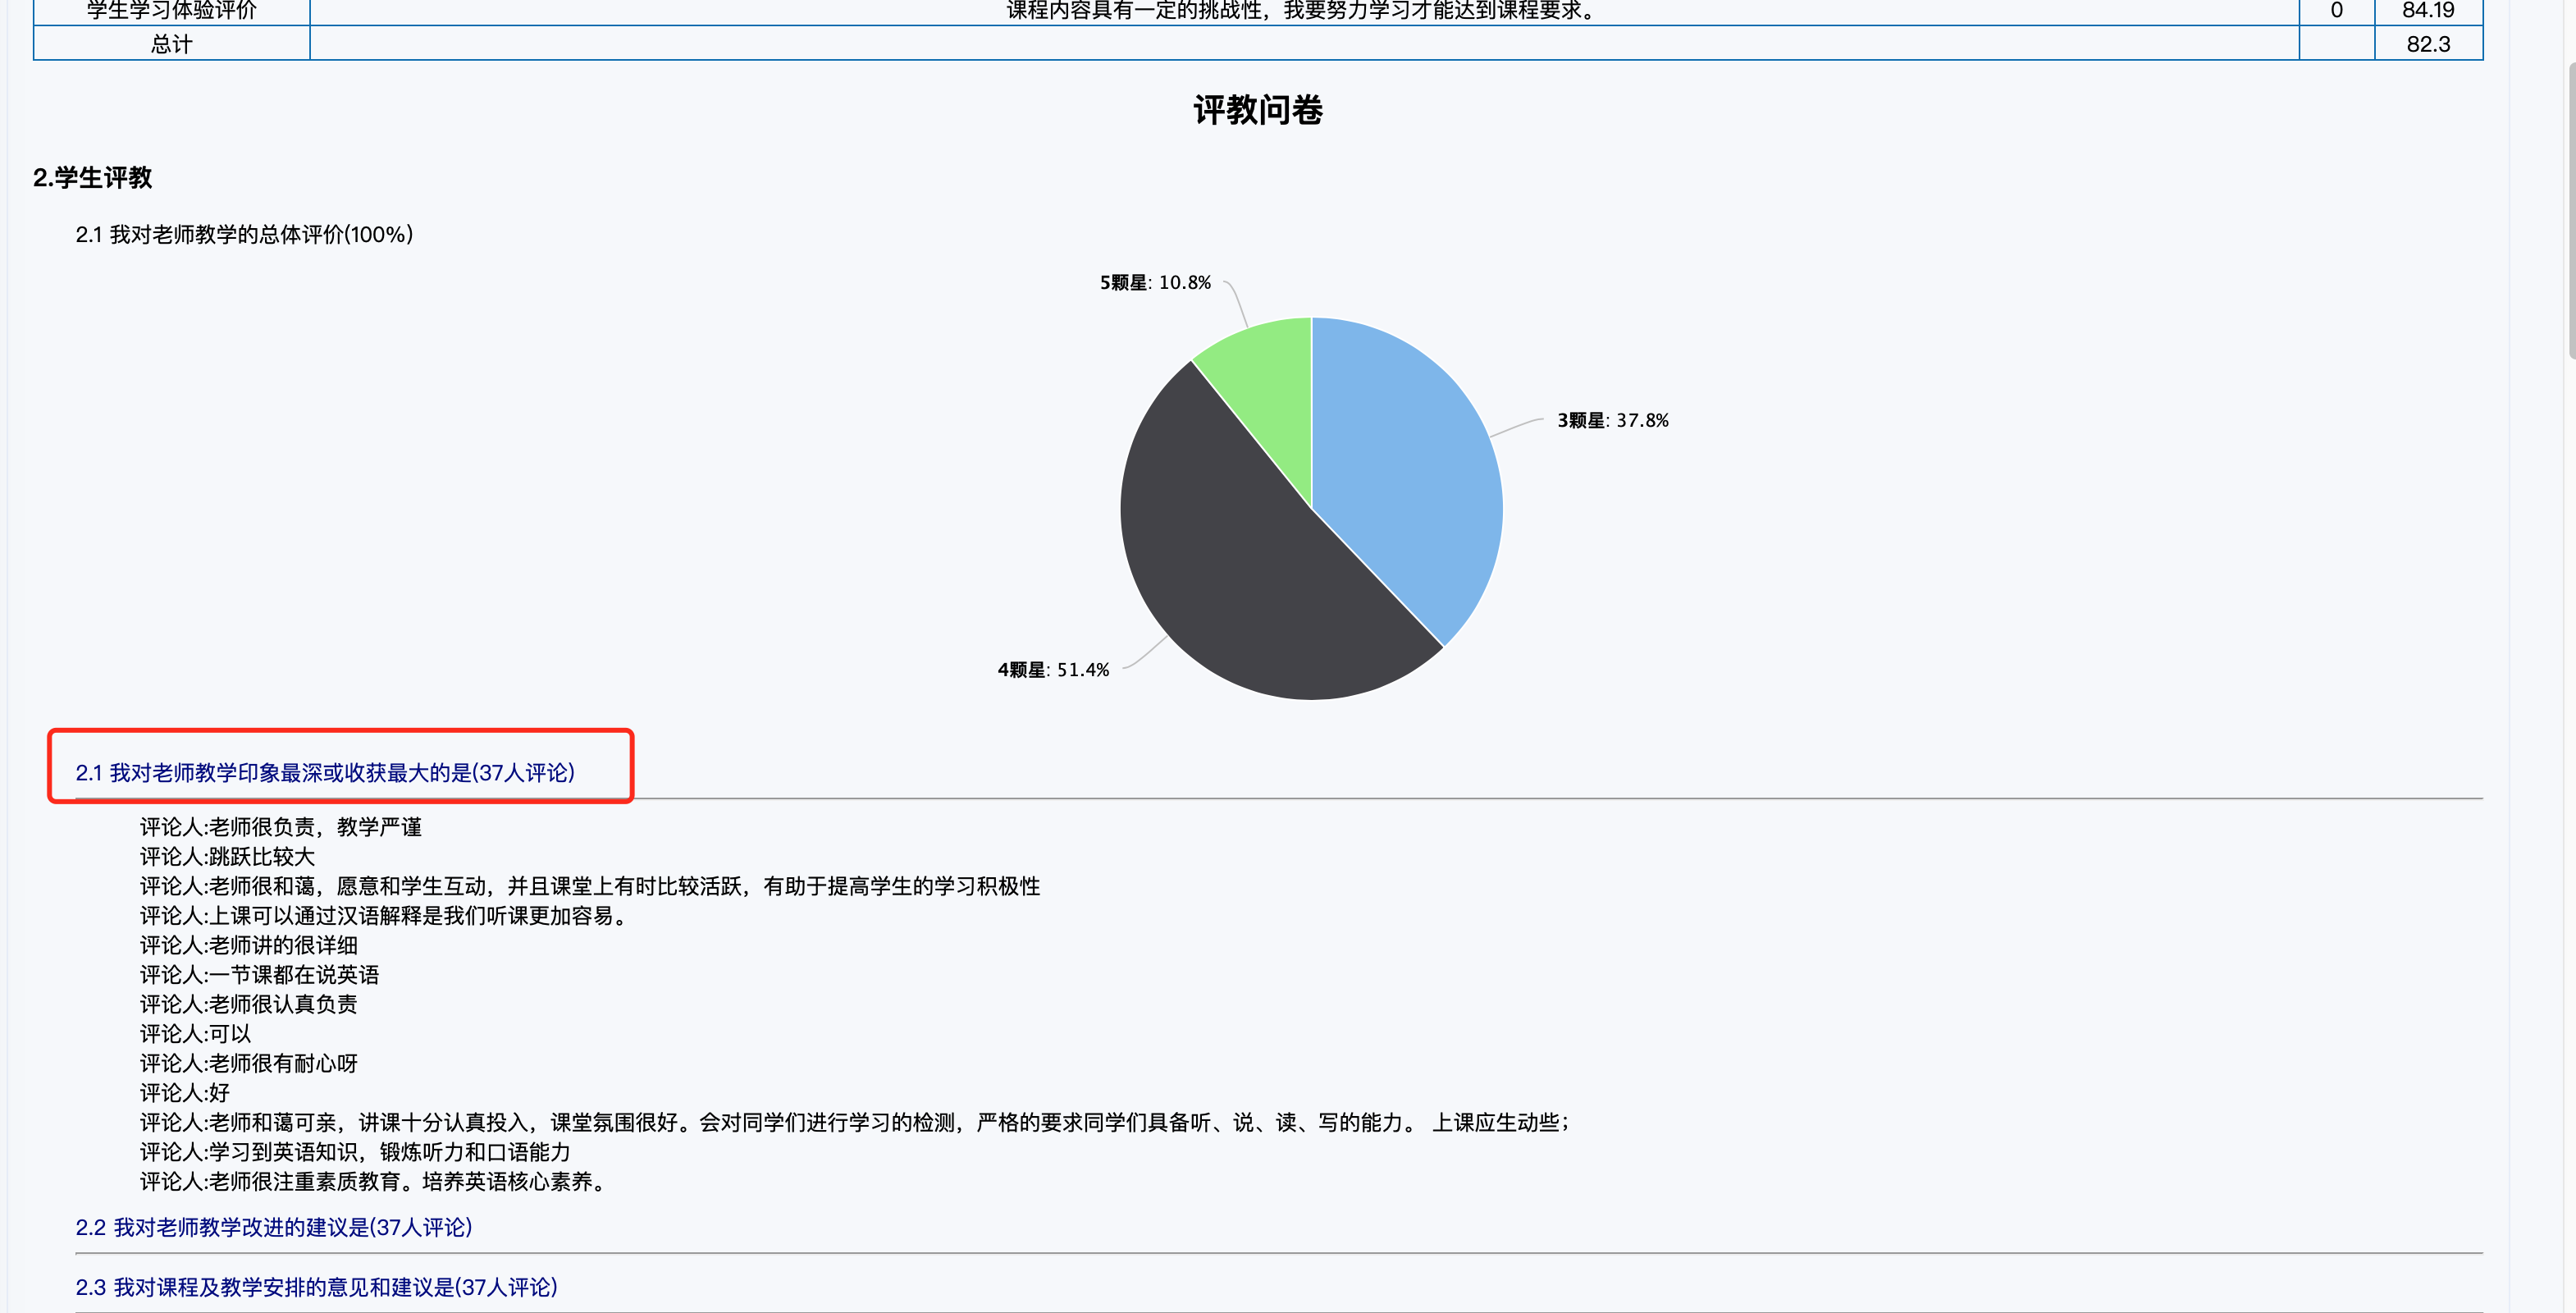 学生学习体验评价 课程内容具有一定的挑战性，我要努力学习才能达到课程要求。 0 84.19
总计 82.3
评教问卷
2.学生评教
2.1 我对老师教学的总体评价(100%)
5颗星: 10.8%
3颗星: 37.8%
4颗星: 51.4%
2.1 我对老师教学印象最深或收获最大的是(37人评论)
评论人:老师很负责，教学严谨
评论人:跳跃比较大
评论人:老师很和蔼，愿意和学生互动，并且课堂上有时比较活跃，有助于提高学生的学习积极性
评论人:上课可以通过汉语解释是我们听课更加容易。
评论人:老师讲的很详细
评论人:一节课都在说英语
评论人:老师很认真负责
评论人:可以
评论人:老师很有耐心呀
评论人:好
评论人:老师和蔼可亲，讲课十分认真投入，课堂氛围很好。会对同学们进行学习的检测，严格的要求同学们具备听、说、读、写的能力。 上课应生动些；
评论人:学习到英语知识，锻炼听力和口语能力
评论人:老师很注重素质教育。培养英语核心素养。
2.2 我对老师教学改进的建议是(37人评论)
2.3 我对课程及教学安排的意见和建议是(37人评论)